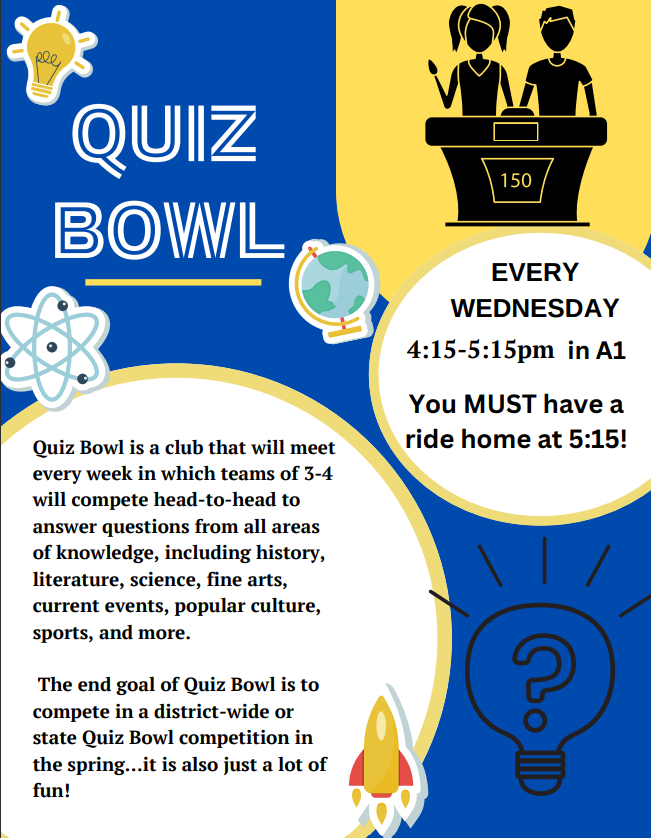 QUIZ
BOWL
150
EVERY
WEDNESDAY
4:15-5:15pm in A1
You MUST have a
ride home at 5:15!
Quiz Bowl is a club that will meet
every week in which teams of 3-4
will compete head-to-head to
answer questions from all areas
of knowledge, including history,
literature, science, fine arts,
current events, popular culture,
sports, and more.
The end goal of Quiz Bowl is to
compete in a district-wide or
state Quiz Bowl competition in
the spring...it is also just a lot of
fun!
?